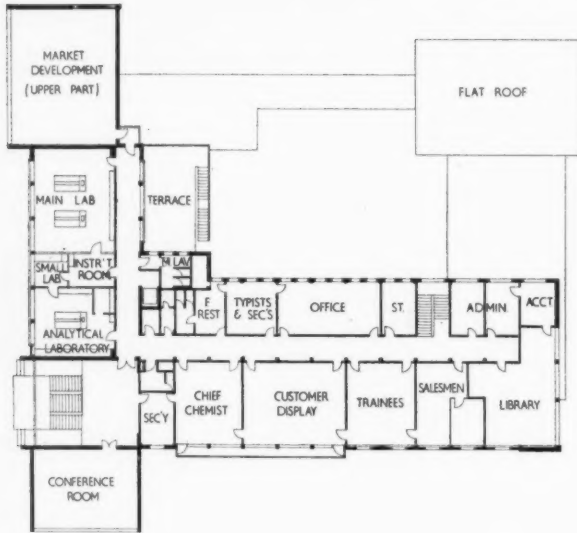 MARKET
DEVELOPMENT
(UPPER PART)
FLAT ROOF
MAIN LAB
TERRACE
SMALL
LAB
INSTR'T
ROOM
M LAV
ANALYTICAL
LABORATORY
F
REST
TYPISTS
& SEC'S
OFFICE
ST.
ADMIN.
ACCT
SEC'Y
CHIEF
CHEMIST
CUSTOMER
DISPLAY
TRAINEES
SALESMEN
LIBRARY
CONFERENCE
ROOM